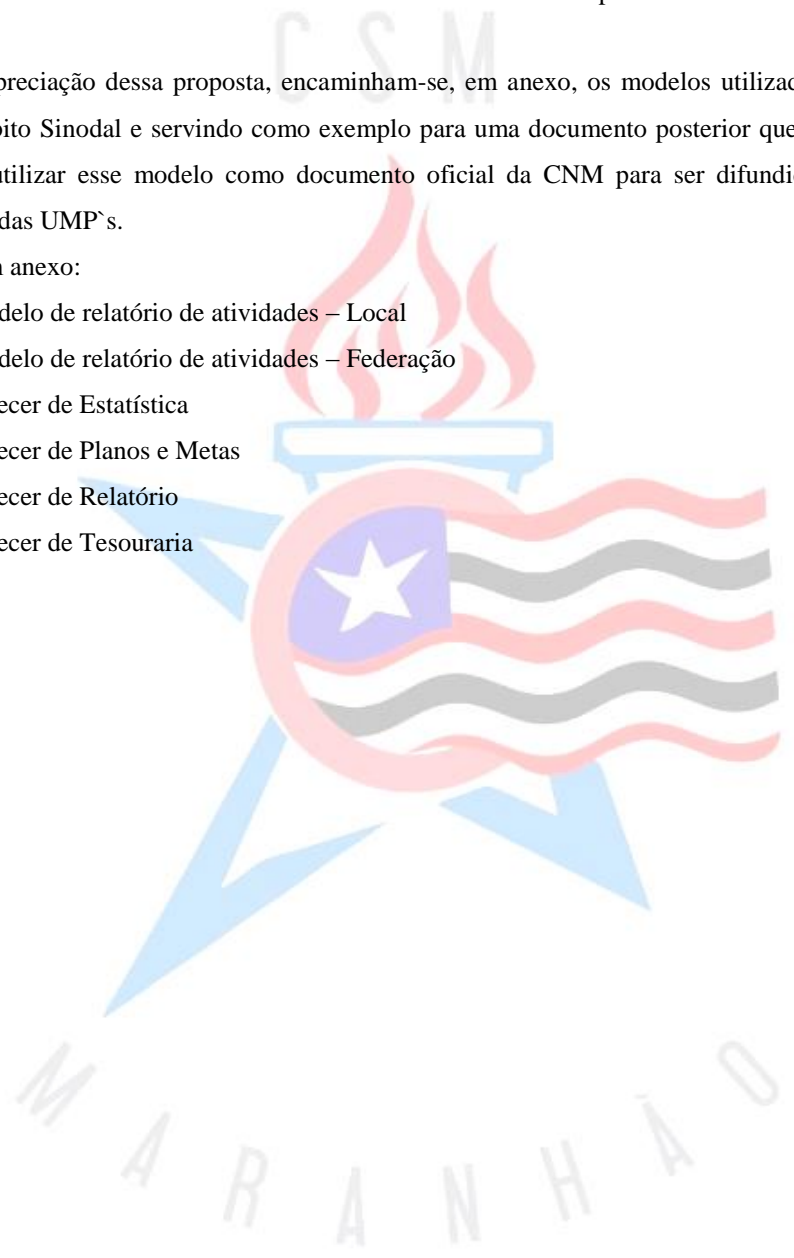 C S M
preciação dessa proposta, encaminham-se, em anexo, os modelos utilizad
ito Sinodal e servindo como exemplo para uma documento posterior que
utilizar esse modelo como documento oficial da CNM para ser difundi
das UMP`s.
anexo:
delo de relatório de atividades – Local
delo de relatório de atividades – Federação
ecer de Estatística
ecer de Planos e Metas
ecer de Relatório
ecer de Tesouraria
MARANHÃO